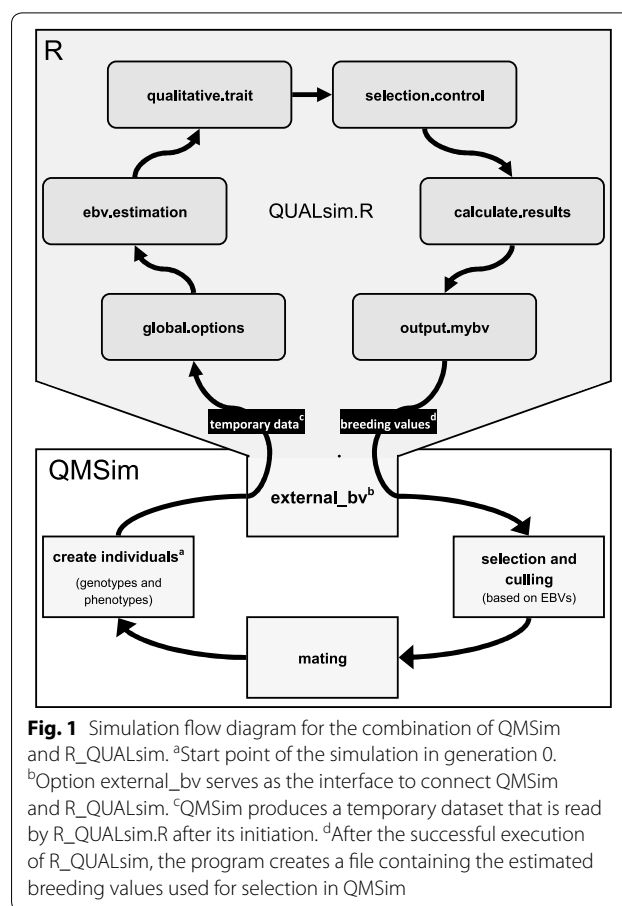 R
qualitative.trait
selection.control
ebv.estimation
QUALsim.R
calculate.results
global.options
output.mybv
temporary dataᶜ
breeding valuesᵈ
QMSim
external_bvᵇ
create individualsᵃ
(genotypes and
phenotypes)
selection and
culling
(based on EBVs)
mating
Fig. 1 Simulation flow diagram for the combination of QMSim
and R_QUALsim. ᵃStart point of the simulation in generation 0.
ᵇOption external_bv serves as the interface to connect QMSim
and R_QUALsim. ᶜQMSim produces a temporary dataset that is read
by R_QUALsim.R after its initiation. ᵈAfter the successful execution
of R_QUALsim, the program creates a file containing the estimated
breeding values used for selection in QMSim